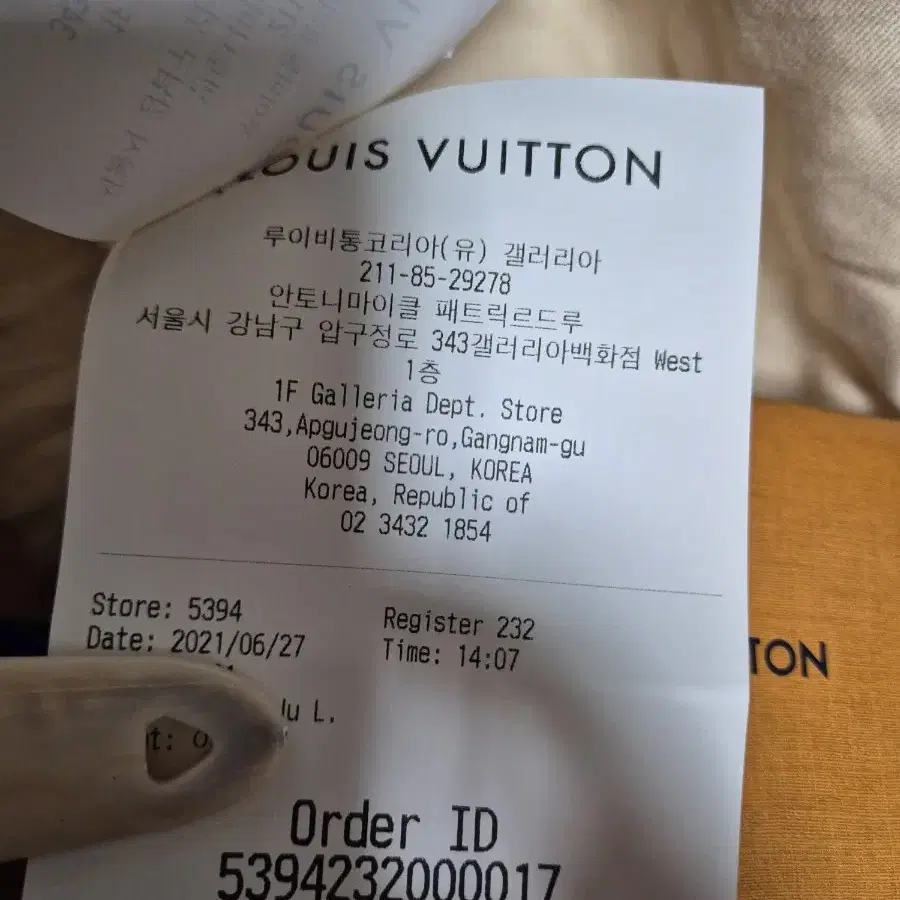 LOUIS VUITTON
루이비통코리아(유) 갤러리아
211-85-29278
안토니마이클 패트릭르드루
서울시 강남구 압구정로 343갤러리아백화점 West
1층
1F Galleria Dept. Store
343,Apgujeong-ro,Gangnam-gu
06009 SEOUL, KOREA
Korea, Republic of
02 3432 1854
Store: 5394 Register 232
Date: 2021/06/27 Time: 14:07
L.
Order ID
5394232000017
TON